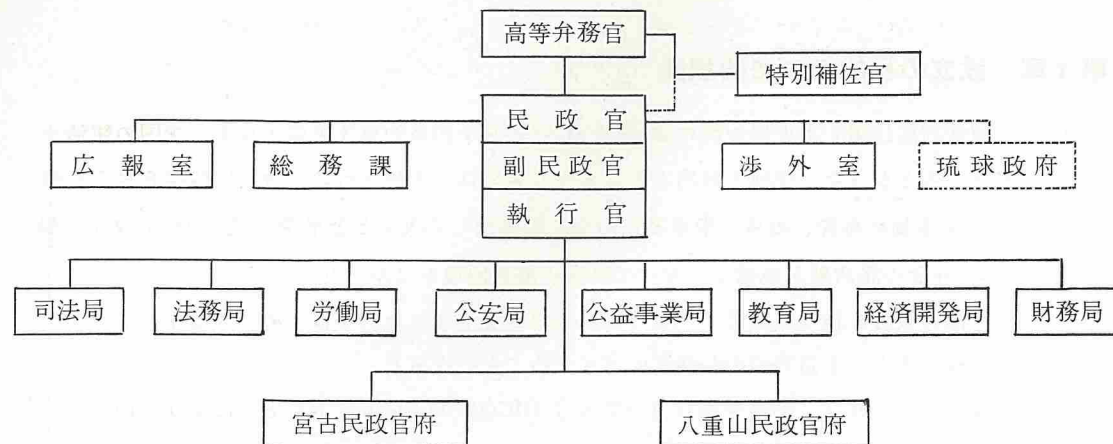 高等弁務官
特別補佐官
民政官
広報室
総務課
副民政官
渉外室
琉球政府
執行官
司法局
法務局
労働局
公安局
公益事業局
教育局
経済開発局
財務局
宮古民政官府
八重山民政官府